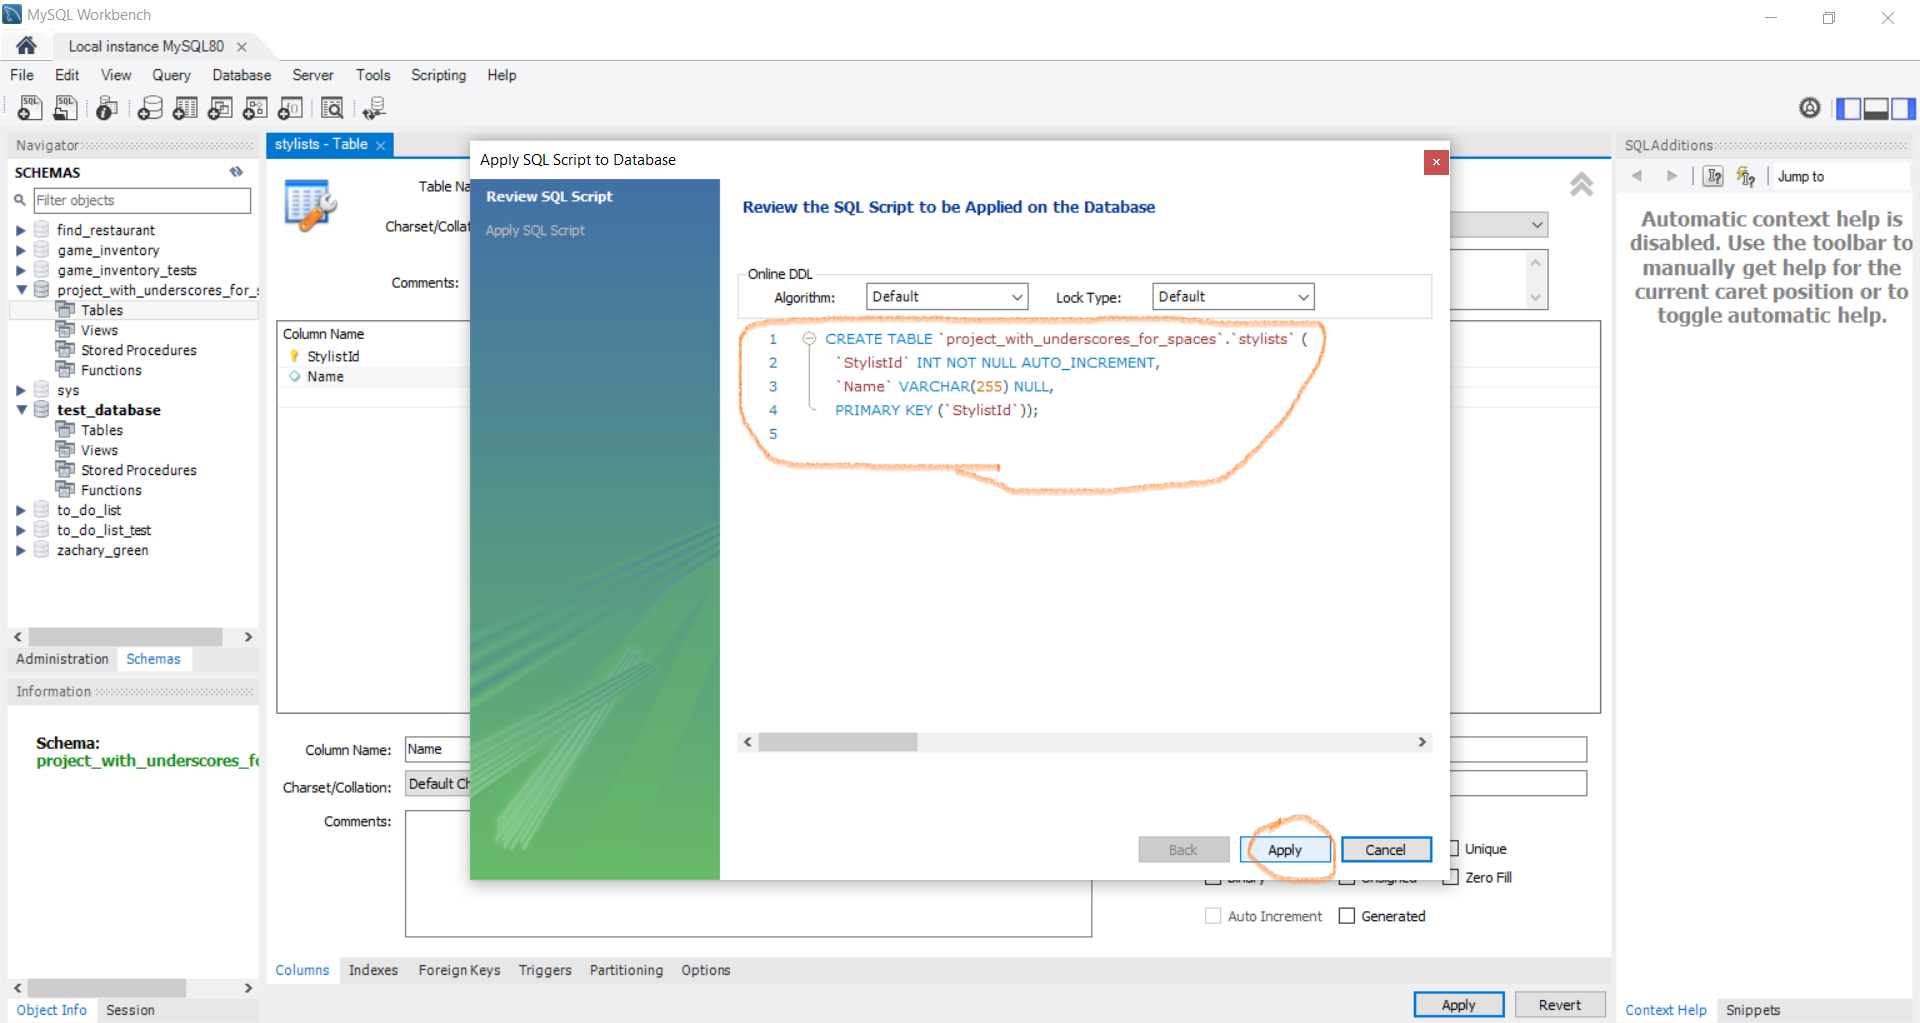 MySQL Workbench
Local instance MySQL80
File Edit View Query Database Server Tools Scripting Help
Navigator
SCHEMAS
Filter objects
find_restaurant
game_inventory
game_inventory_tests
project_with_underscores_for_s
Tables
Views
Stored Procedures
Functions
sys
test_database
Tables
Views
Stored Procedures
Functions
to_do_list
to_do_list_test
zachary_green
Administration Schemas
Information
Schema:
project_with_underscores_fo
Object Info Session
stylists - Table
Table Na
Charset/Collat
Comments:
Column Name
StylistId
Name
Column Name: Name
Charset/Collation: Default Ch
Comments:
Apply SQL Script to Database
Review SQL Script
Apply SQL Script
Review the SQL Script to be Applied on the Database
Online DDL
Algorithm: Default Lock Type: Default
1 CREATE TABLE `project_with_underscores_for_spaces`.`stylists` (
2 `StylistId` INT NOT NULL AUTO_INCREMENT,
3 `Name` VARCHAR(255) NULL,
4 PRIMARY KEY (`StylistId`));
5
Back Apply Cancel
Unique
Binary Unsigned Zero Fill
Auto Increment Generated
Columns Indexes Foreign Keys Triggers Partitioning Options
Apply Revert
SQLAdditions
Jump to
Automatic context help is
disabled. Use the toolbar to
manually get help for the
current caret position or to
toggle automatic help.
Context Help Snippets